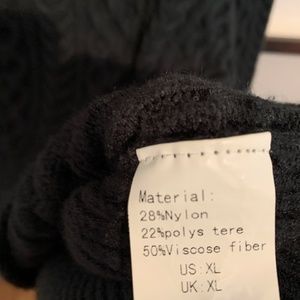 Material:
28%Nylon
22%polys tere
50%Viscose fiber
US:XL
UK:XL